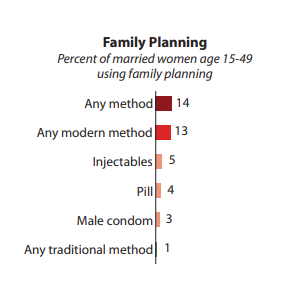 Family Planning
Percent of married women age 15-49
using family planning
Any method 14
Any modern method 13
Injectables 5
Pill 4
Male condom 3
Any traditional method 1